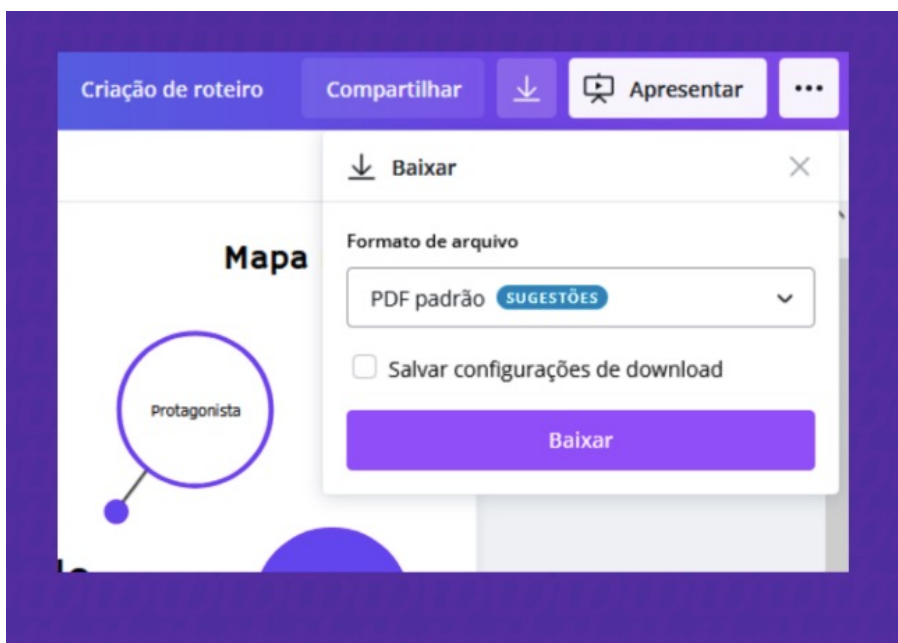 Criação de roteiro
Compartilhar
Apresentar
Baixar
Formato de arquivo
PDF padrão SUGESTÕES
Salvar configurações de download
Baixar
Mapa
Protagonista